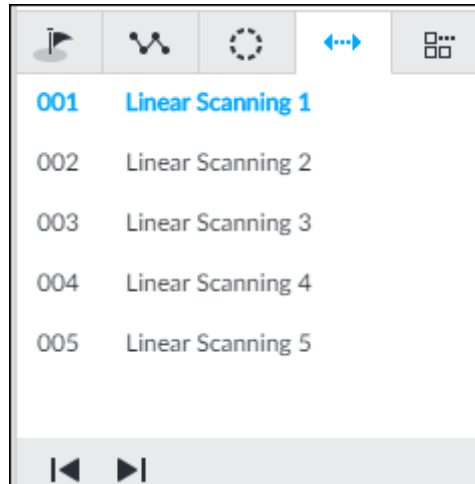 001 Linear Scanning 1
002 Linear Scanning 2
003 Linear Scanning 3
004 Linear Scanning 4
005 Linear Scanning 5